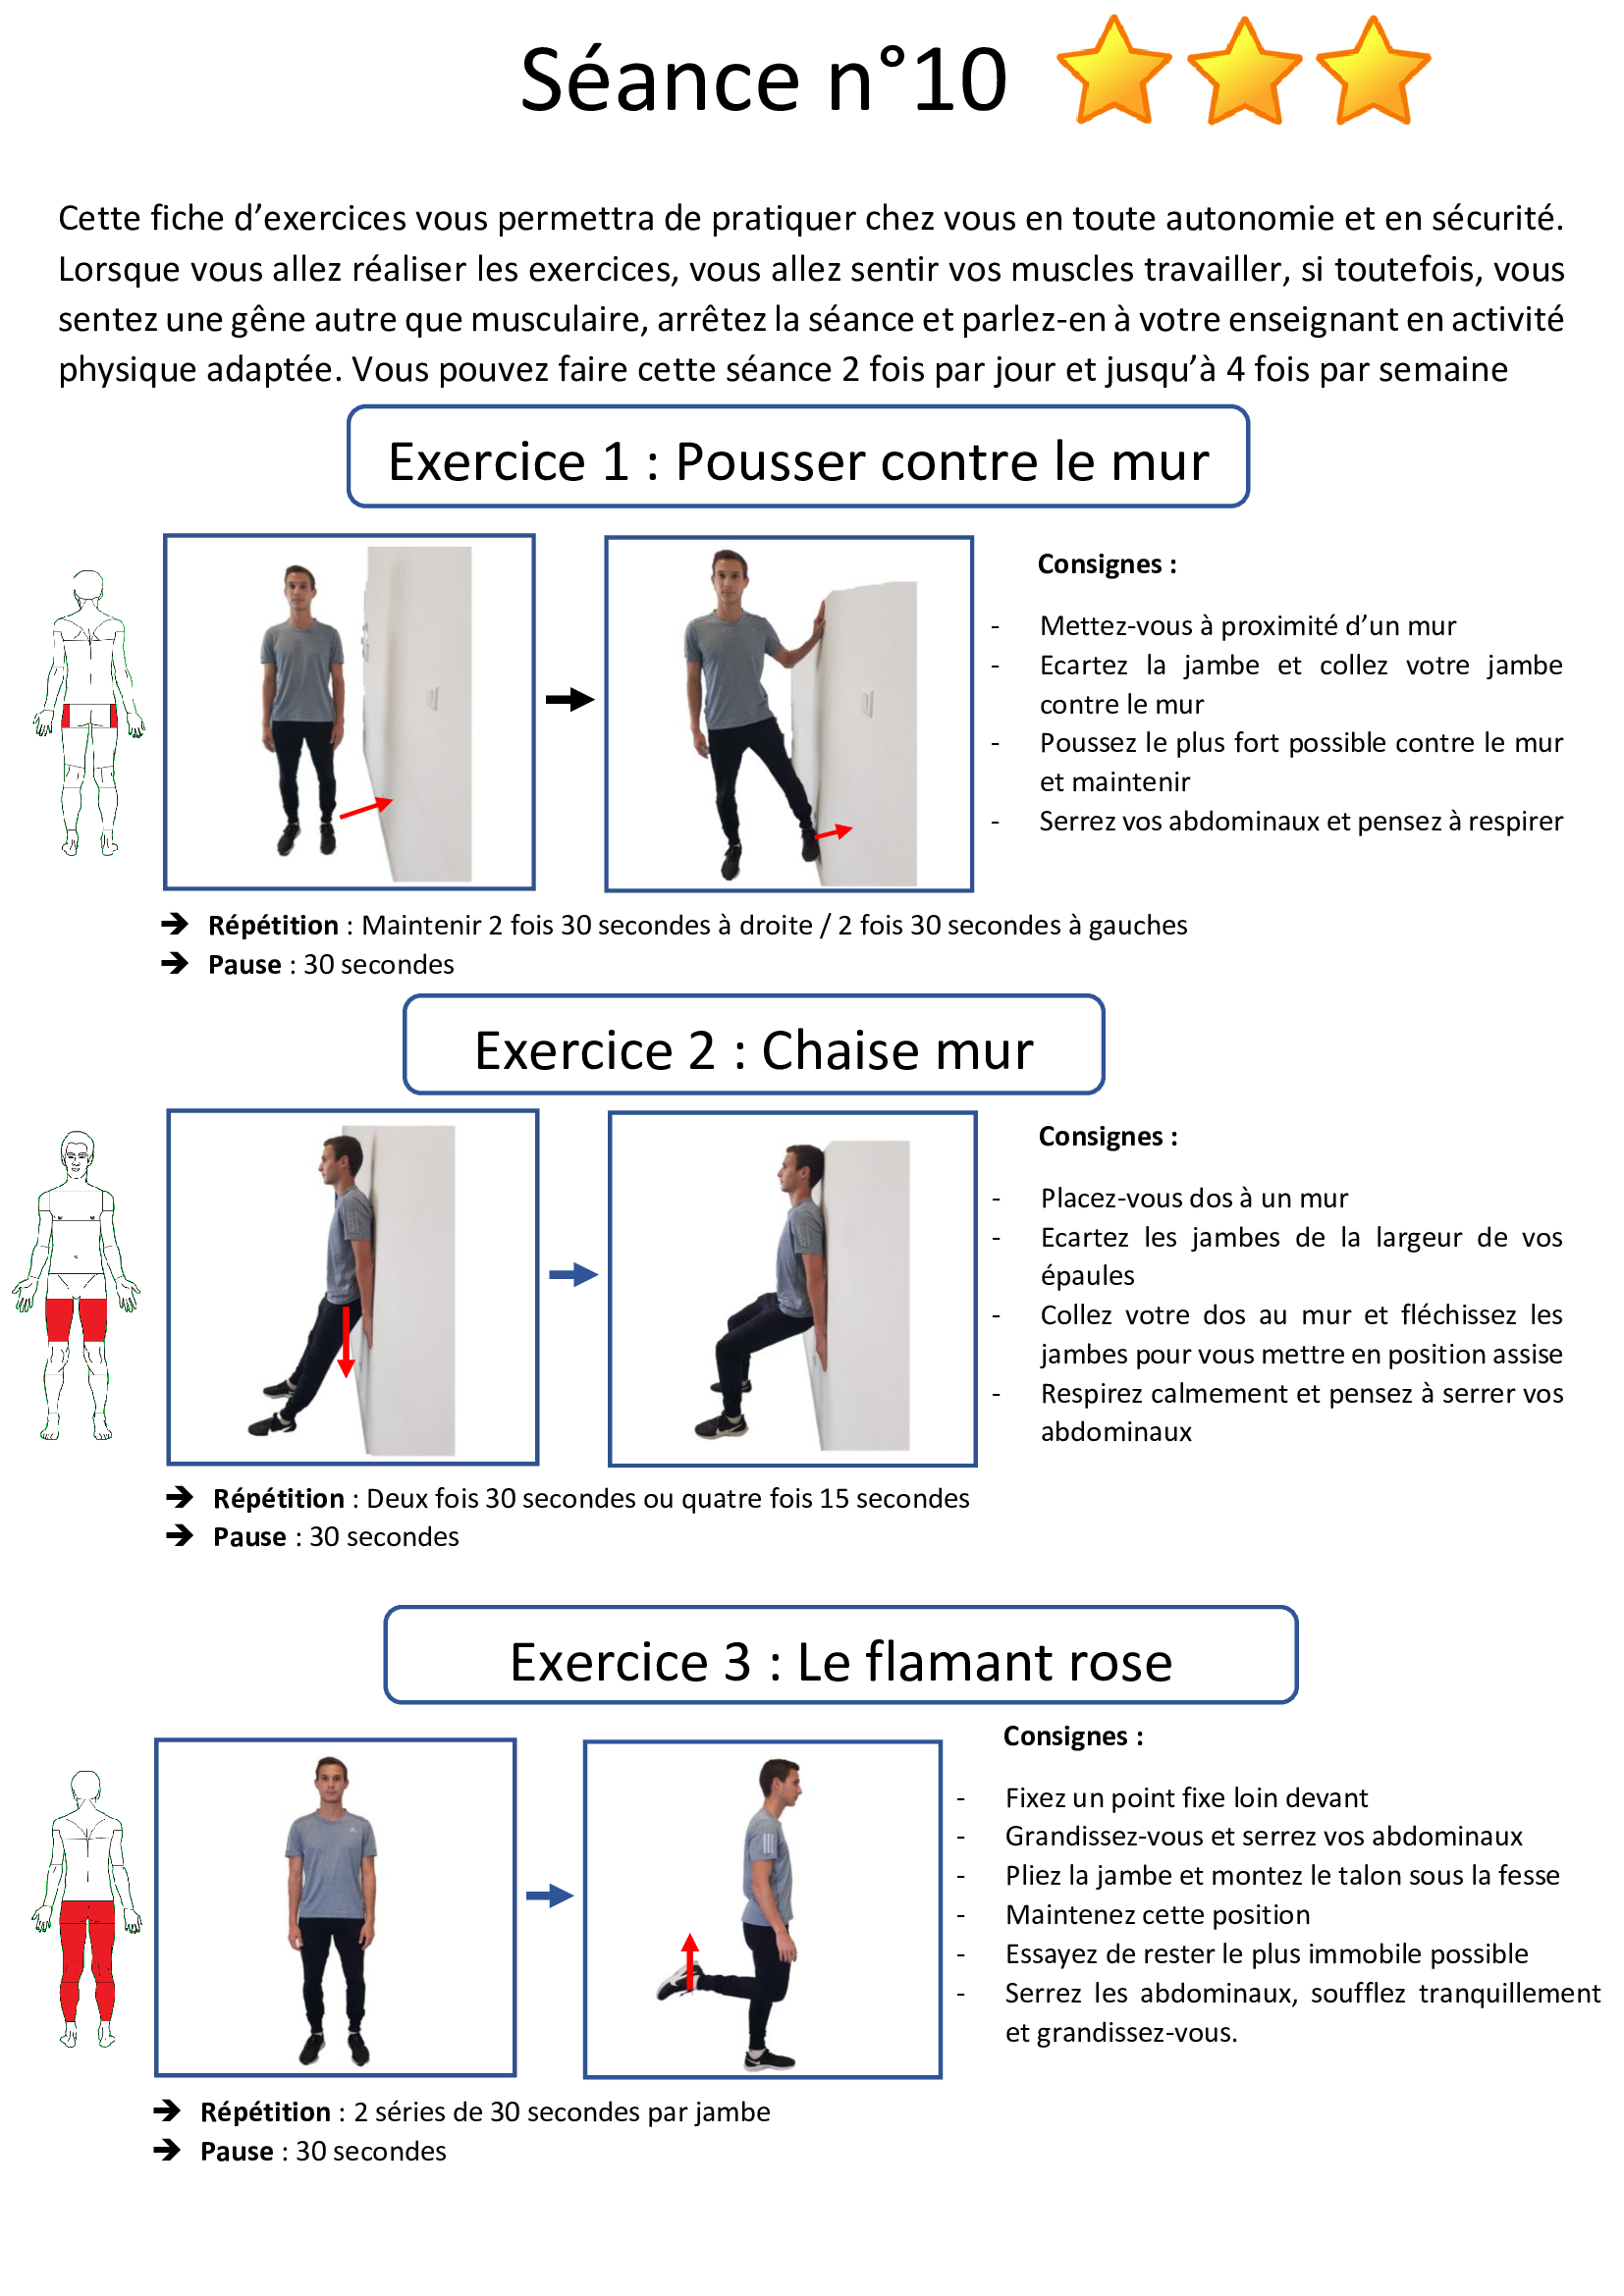 Séance n°10
Cette fiche d’exercices vous permettra de pratiquer chez vous en toute autonomie et en sécurité.
Lorsque vous allez réaliser les exercices, vous allez sentir vos muscles travailler, si toutefois, vous
sentez une gêne autre que musculaire, arrêtez la séance et parlez-en à votre enseignant en activité
physique adaptée. Vous pouvez faire cette séance 2 fois par jour et jusqu’à 4 fois par semaine
Exercice 1 : Pousser contre le mur
Consignes :
- Mettez-vous à proximité d’un mur
- Ecartez la jambe et collez votre jambe
contre le mur
- Poussez le plus fort possible contre le mur
et maintenir
- Serrez vos abdominaux et pensez à respirer
➔ Répétition : Maintenir 2 fois 30 secondes à droite / 2 fois 30 secondes à gauches
➔ Pause : 30 secondes
Exercice 2 : Chaise mur
Consignes :
- Placez-vous dos à un mur
- Ecartez les jambes de la largeur de vos
épaules
- Collez votre dos au mur et fléchissez les
jambes pour vous mettre en position assise
- Respirez calmement et pensez à serrer vos
abdominaux
➔ Répétition : Deux fois 30 secondes ou quatre fois 15 secondes
➔ Pause : 30 secondes
Exercice 3 : Le flamant rose
Consignes :
- Fixez un point fixe loin devant
- Grandissez-vous et serrez vos abdominaux
- Pliez la jambe et montez le talon sous la fesse
- Maintenez cette position
- Essayez de rester le plus immobile possible
- Serrez les abdominaux, soufflez tranquillement
et grandissez-vous.
➔ Répétition : 2 séries de 30 secondes par jambe
➔ Pause : 30 secondes